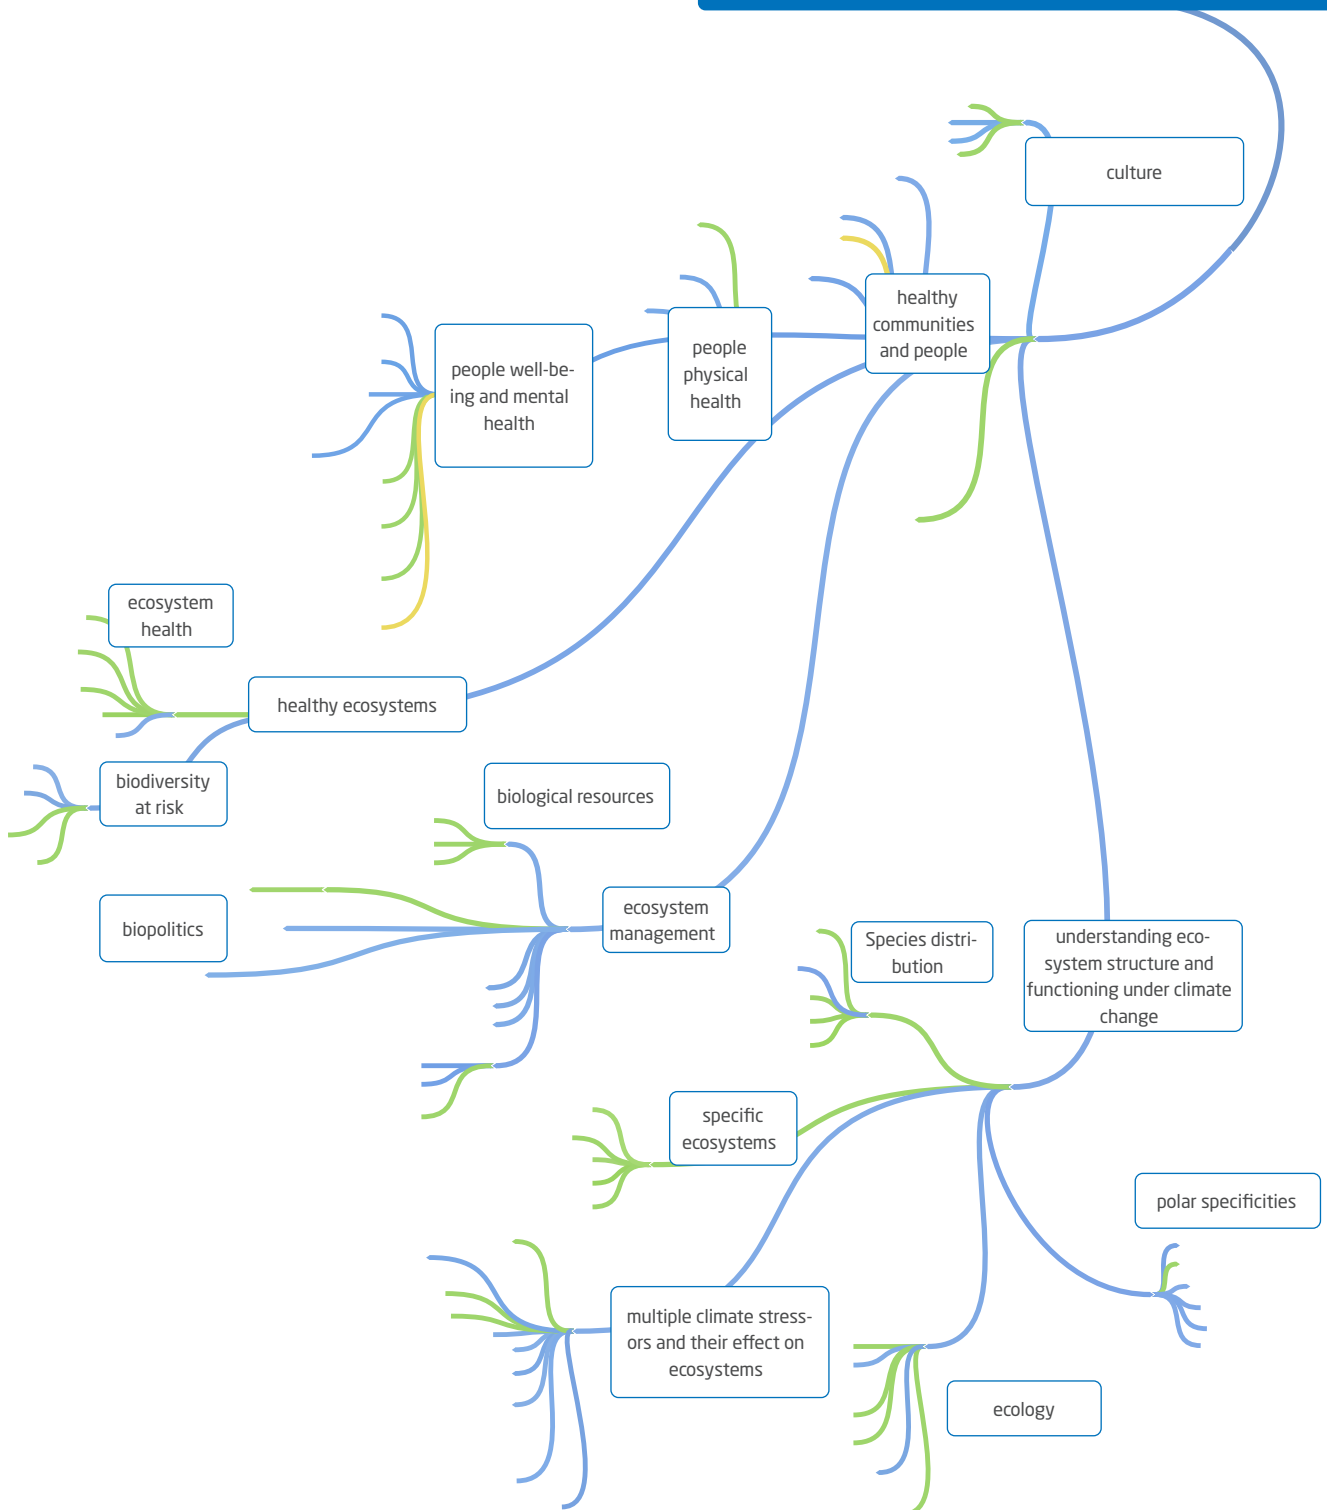 culture
healthy
communities
and people
people
physical
health
people well-be-
ing and mental
health
ecosystem
health
healthy ecosystems
biodiversity
at risk
biological resources
biopolitics
ecosystem
management
Species distri-
bution
understanding eco-
system structure and
functioning under climate
change
specific
ecosystems
polar specificities
multiple climate stress-
ors and their effect on
ecosystems
ecology